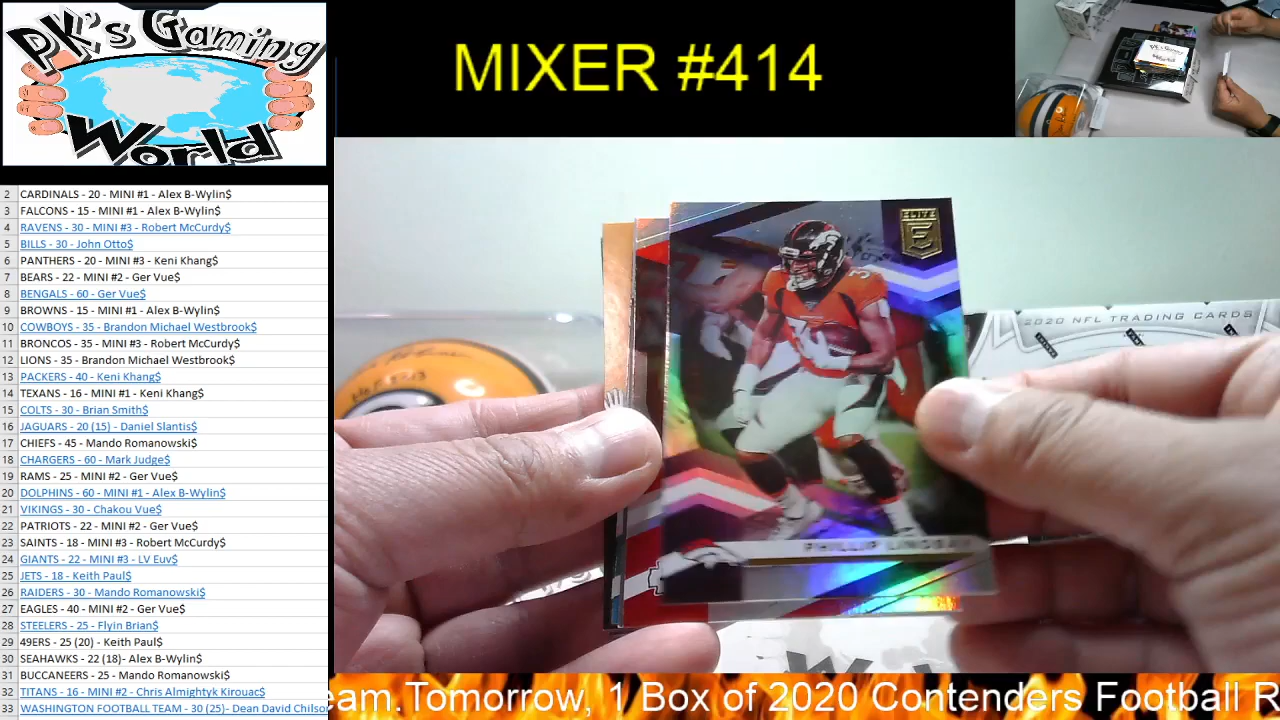 PK's Gaming
World
MIXER #414
2 CARDINALS - 20 - MINI #1 - Alex B-Wylin$
3 FALCONS - 15 - MINI #1 - Alex B-Wylin$
4 RAVENS - 30 - MINI #3 - Robert McCurdy$
5 BILLS - 30 - John Otto$
6 PANTHERS - 20 - MINI #3 - Keni Khang$
7 BEARS - 22 - MINI #2 - Ger Vue$
8 BENGALS - 60 - Ger Vue$
9 BROWNS - 15 - MINI #1 - Alex B-Wylin$
10 COWBOYS - 35 - Brandon Michael Westbrook$
11 BRONCOS - 35 - MINI #3 - Robert McCurdy$
12 LIONS - 35 - Brandon Michael Westbrook$
13 PACKERS - 40 - Keni Khang$
14 TEXANS - 16 - MINI #1 - Keni Khang$
15 COLTS - 30 - Brian Smith$
16 JAGUARS - 20 (15) - Daniel Slantis$
17 CHIEFS - 45 - Mando Romanowski$
18 CHARGERS - 60 - Mark Judge$
19 RAMS - 25 - MINI #2 - Ger Vue$
20 DOLPHINS - 60 - MINI #1 - Alex B-Wylin$
21 VIKINGS - 30 - Chakou Vue$
22 PATRIOTS - 22 - MINI #2 - Ger Vue$
23 SAINTS - 18 - MINI #3 - Robert McCurdy$
24 GIANTS - 22 - MINI #3 - LV Euv$
25 JETS - 18 - Keith Paul$
26 RAIDERS - 30 - Mando Romanowski$
27 EAGLES - 40 - MINI #2 - Ger Vue$
28 STEELERS - 25 - Flyin Brian$
29 49ERS - 25 (20) - Keith Paul$
30 SEAHAWKS - 22 (18)- Alex B-Wylin$
31 BUCCANEERS - 25 - Mando Romanowski$
32 TITANS - 16 - MINI #2 - Chris Almightyk Kirouac$
33 WASHINGTON FOOTBALL TEAM - 30 (25)- Dean David Chilson
ELITE
2020 NFL TRADING CARDS
PHILLIP LINDSAY
eam.Tomorrow, 1 Box of 2020 Contenders Football R